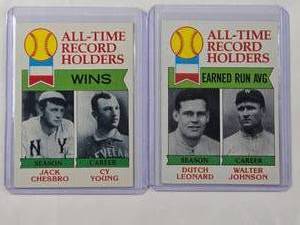 ALL-TIME
RECORD
HOLDERS
WINS
N Y
SEASON
CAREER
JACK
CHESBRO
CY
YOUNG
ALL-TIME
RECORD
HOLDERS
EARNED RUN AVG.
SEASON
CAREER
DUTCH
LEONARD
WALTER
JOHNSON